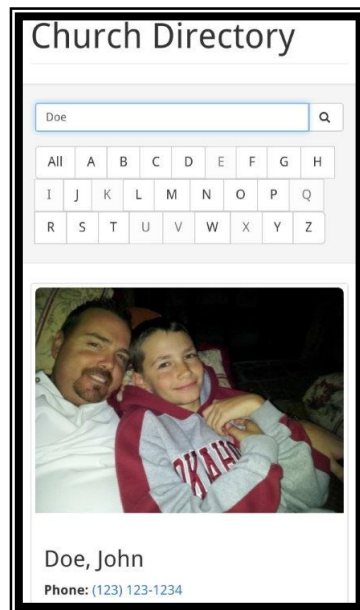 Church Directory
Doe
All A B C D E F G H
I J K L M N O P Q
R S T U V W X Y Z
Doe, John
Phone: (123) 123-1234